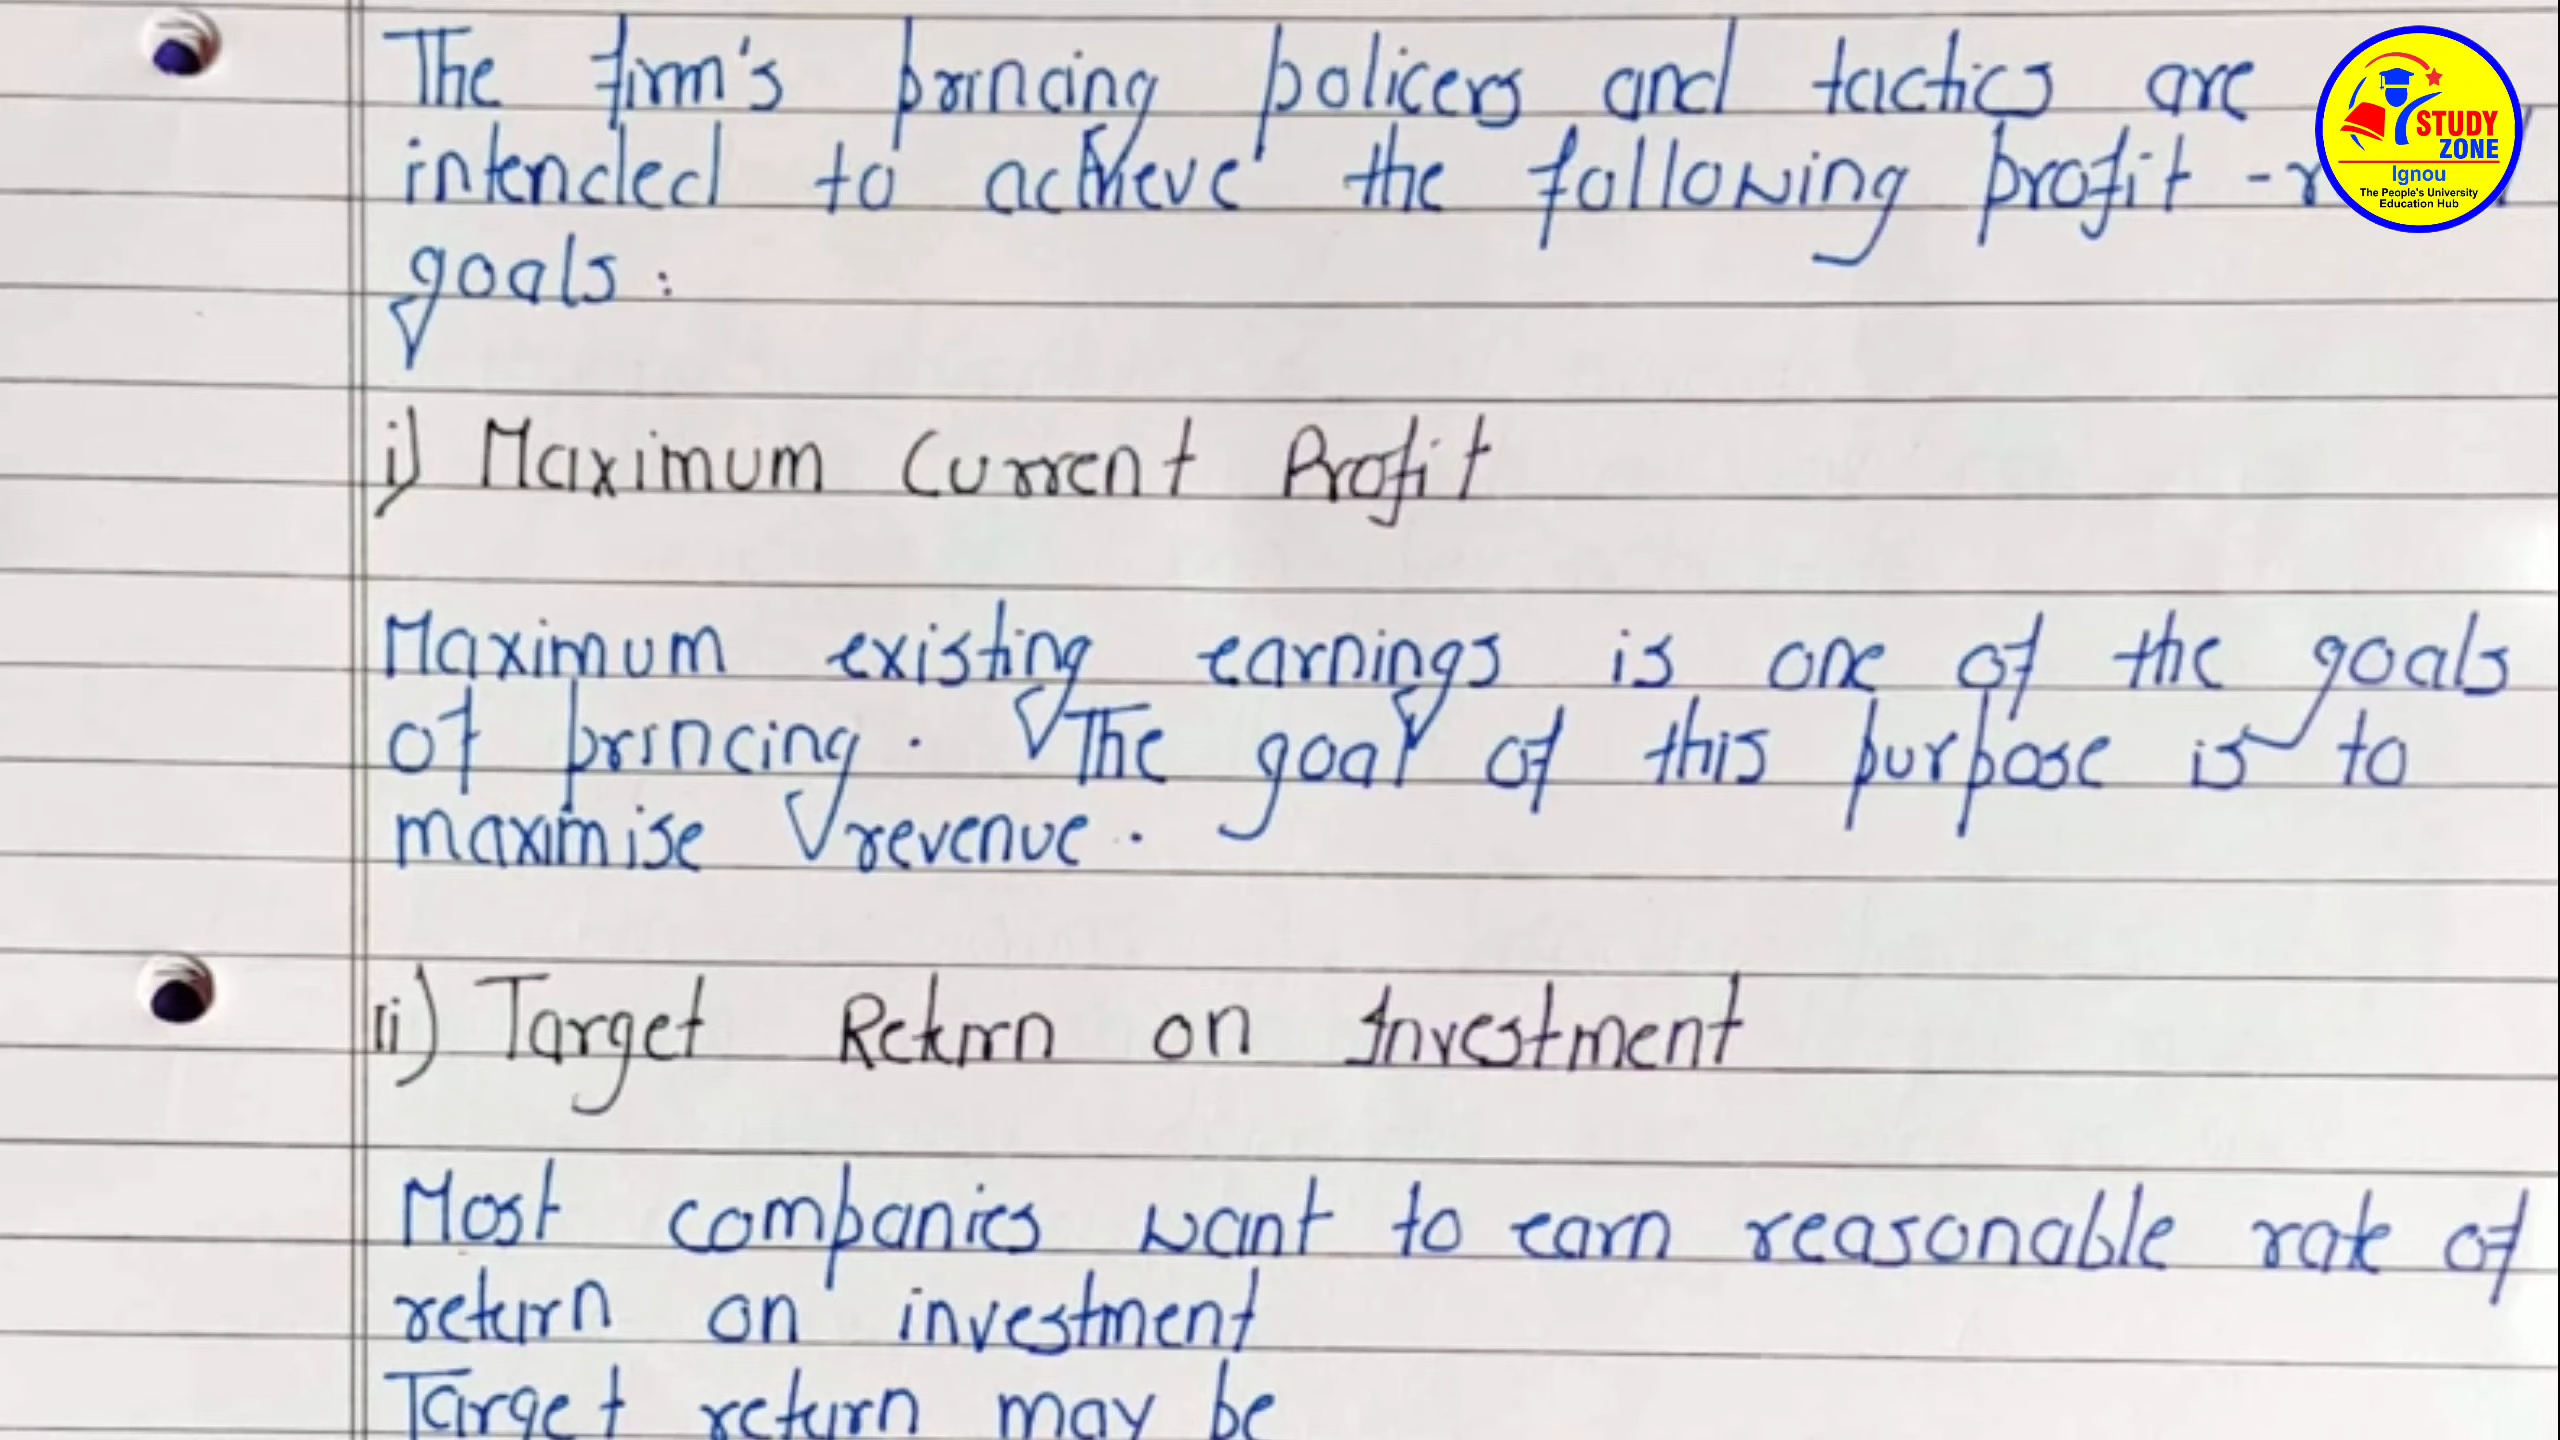 The firm's princing policers and tactics are
intended to achieve the following profit -r
goals :
i) Maximum Current Profit
Maximum existing earnings is one of the goals
of princing . The goal of this purpose is to
maximise revenue .
ii) Target Return on Investment
Most companies want to earn reasonable rate of
return on investment
Target return may be
STUDY
ZONE
Ignou
The People's University
Education Hub